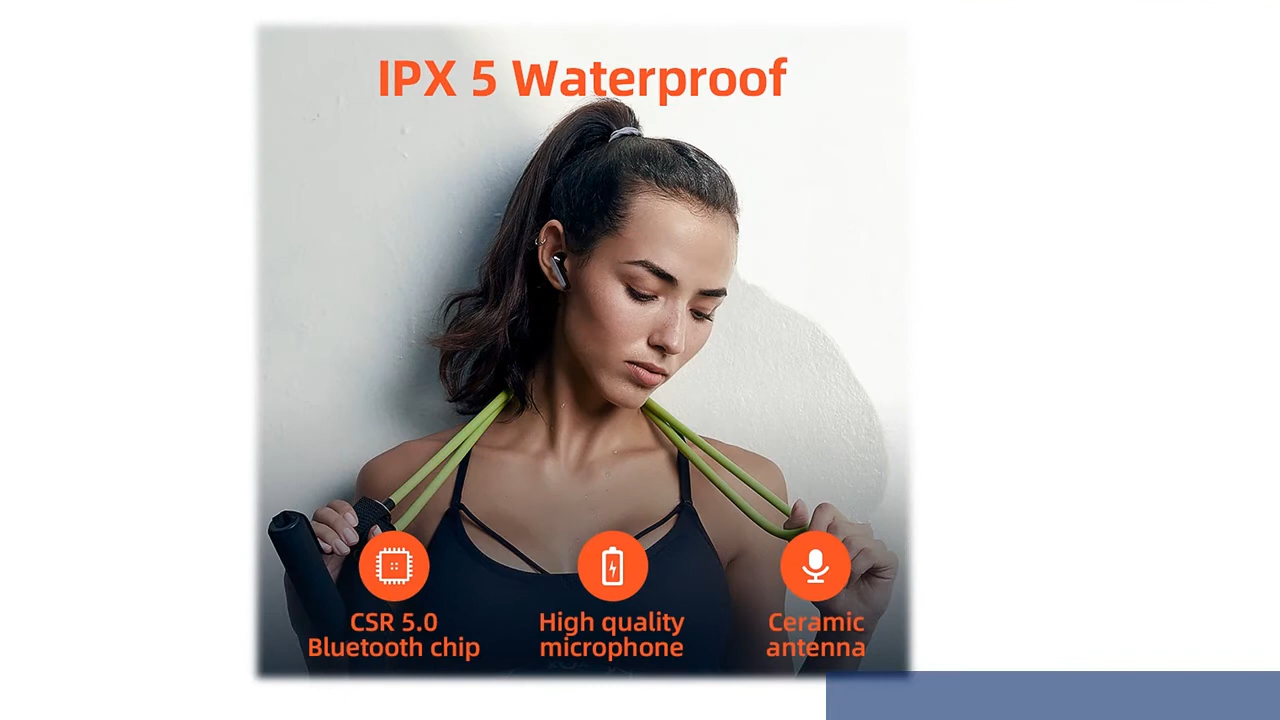 IPX 5 Waterproof
CSR 5.0
Bluetooth chip
High quality
microphone
Ceramic
antenna